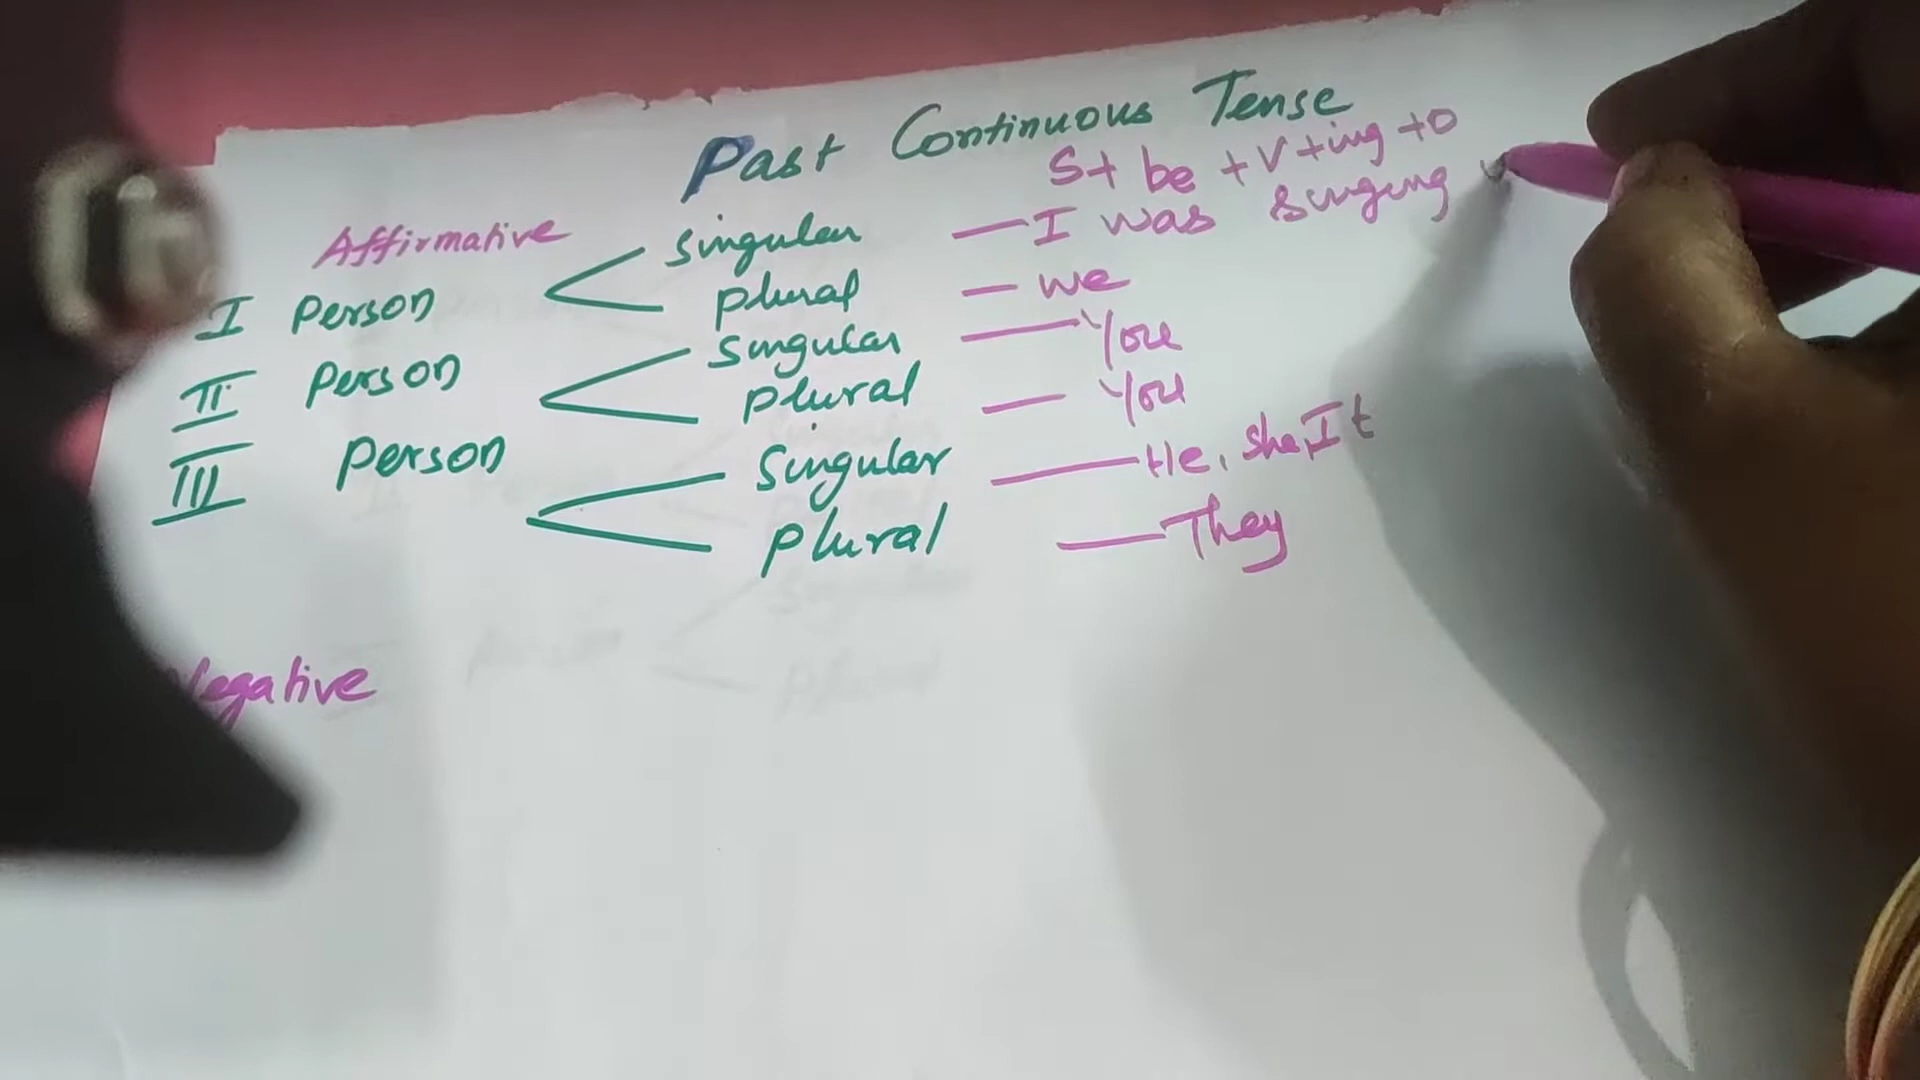 Past Continuous Tense
S+ be +V+ing +O
Affirmative
I Person
singular — I was singing
plural — we
II Person
singular — You
plural — You
III Person
Singular — He, she, It
plural — They
Negative